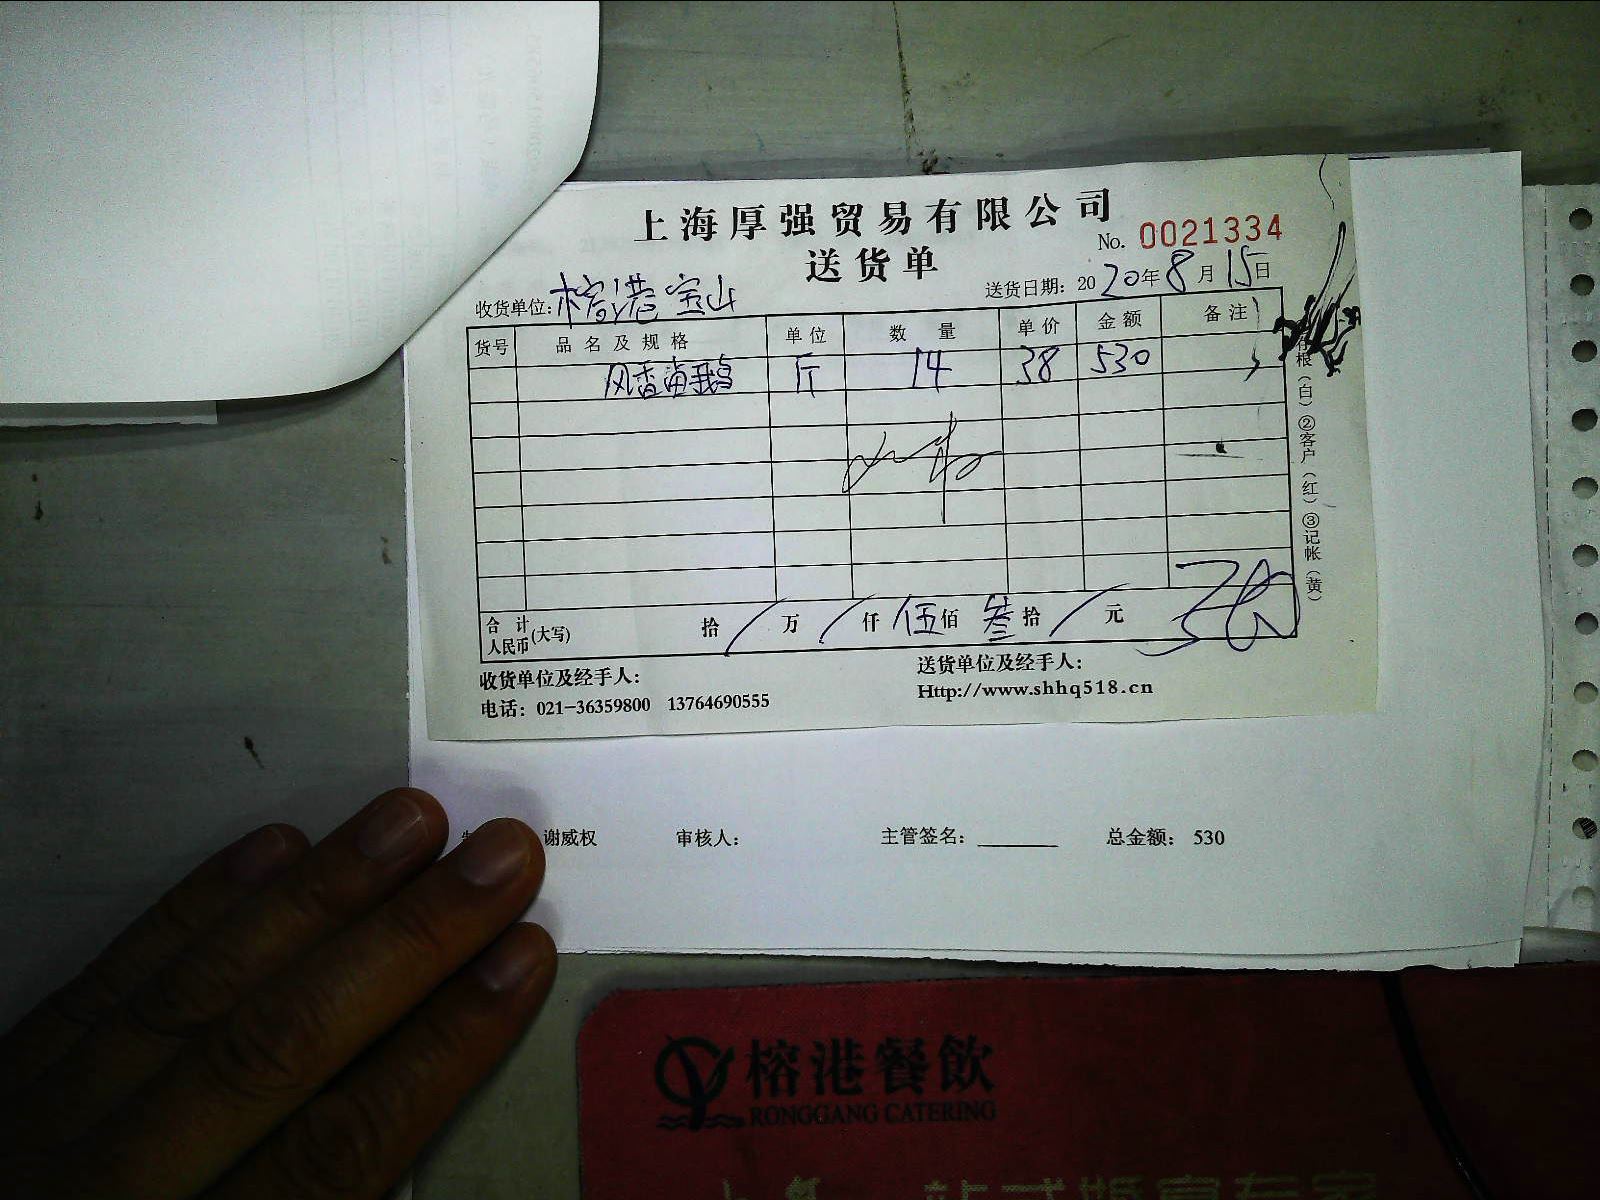 上海厚强贸易有限公司
送货单
No. 0021334
收货单位: 榕港宝山
送货日期: 2020年8月15日
货号 品名及规格 单位 数量 单价 金额 备注
风香海鹅 斤 14 38 530
合计 人民币(大写) 拾 / 万 / 仟 伍 佰 叁 拾 / 元
根(白)②客户(红)③记帐(黄)
收货单位及经手人:
送货单位及经手人:
电话: 021-36359800 13764690555
Http://www.shhq518.cn
谢威权 审核人: 主管签名: ______ 总金额: 530
榕港餐飲
RONGGANG CATERING